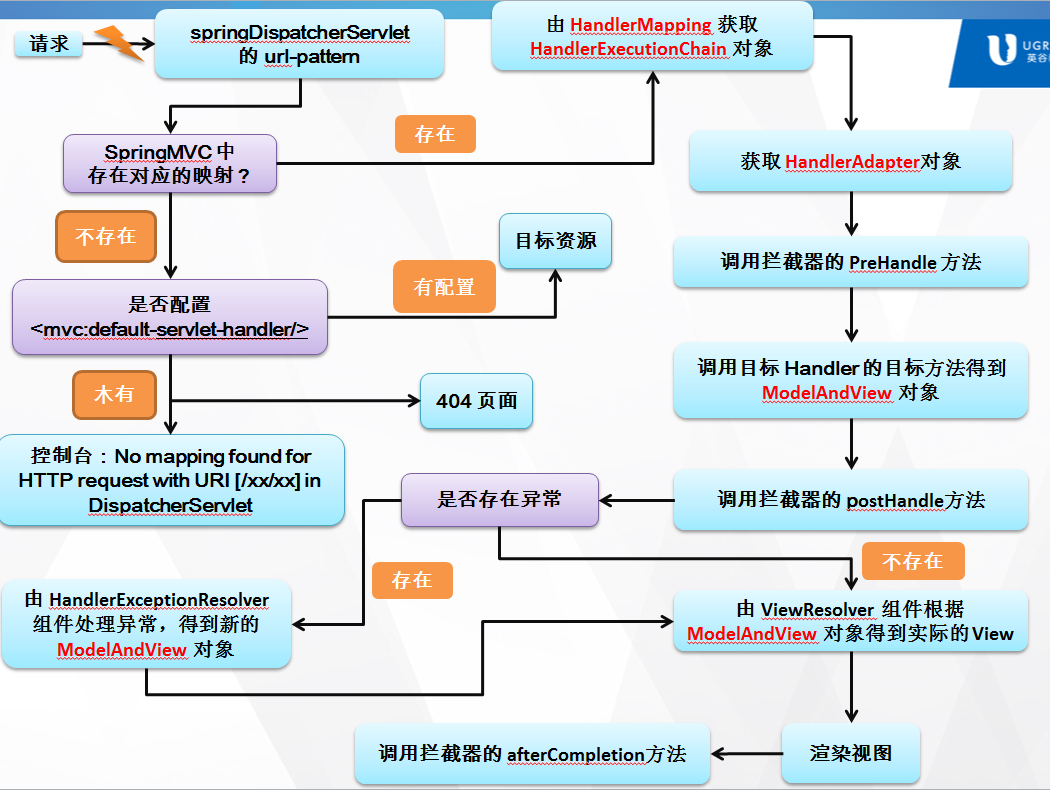 请求
springDispatcherServlet
的 url-pattern
由 HandlerMapping 获取
HandlerExecutionChain 对象
UGR
英谷
存在
SpringMVC 中
存在对应的映射？
获取 HandlerAdapter对象
不存在
目标资源
调用拦截器的 PreHandle 方法
有配置
是否配置
<mvc:default-servlet-handler/>
调用目标 Handler 的目标方法得到
ModelAndView 对象
木有
404 页面
控制台：No mapping found for
HTTP request with URI [/xx/xx] in
DispatcherServlet
是否存在异常
调用拦截器的 postHandle方法
不存在
存在
由 HandlerExceptionResolver
组件处理异常，得到新的
ModelAndView 对象
由 ViewResolver 组件根据
ModelAndView 对象得到实际的 View
调用拦截器的 afterCompletion方法
渲染视图